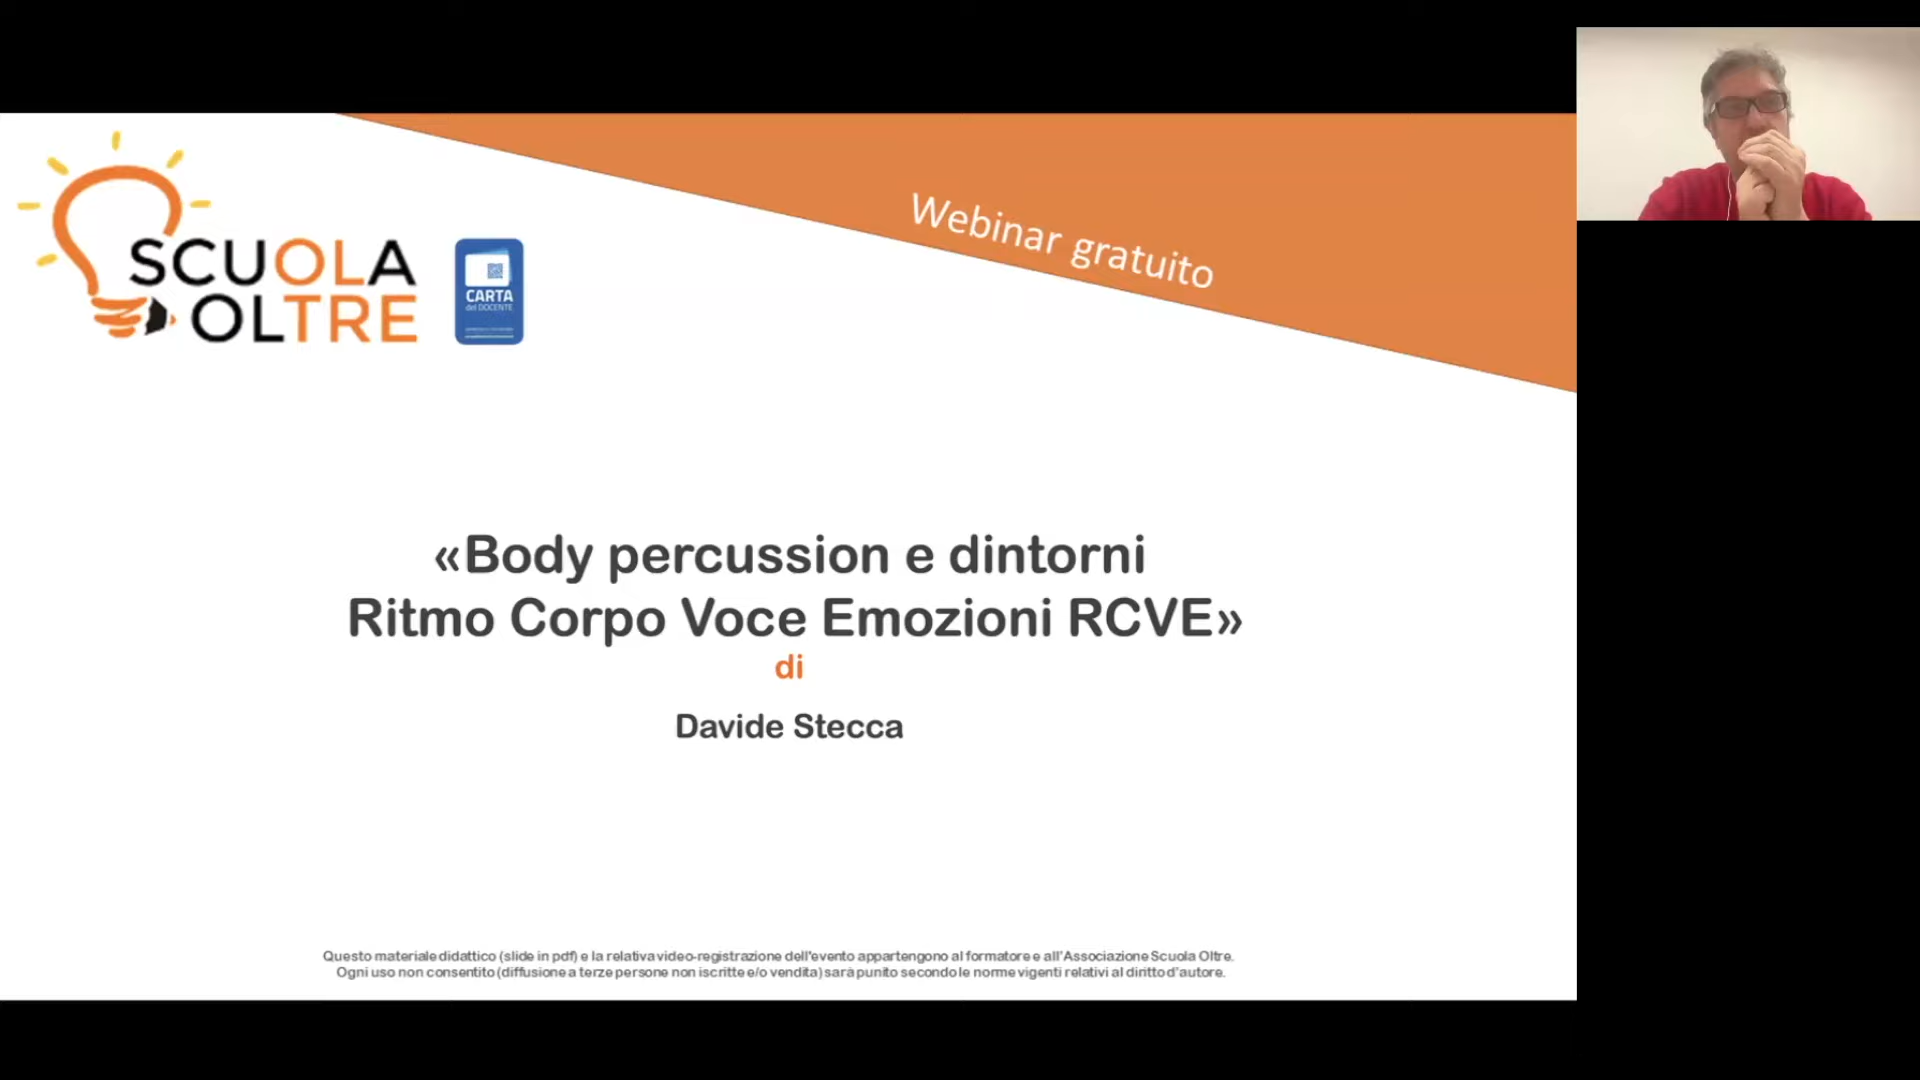 Webinar gratuito
SCUOLA
OLTRE
CARTA
del DOCENTE
«Body percussion e dintorni
Ritmo Corpo Voce Emozioni RCVE»
di
Davide Stecca
Questo materiale didattico (slide in pdf) e la relativa video-registrazione dell'evento appartengono al formatore e all'Associazione Scuola Oltre.
Ogni uso non consentito (diffusione a terze persone non iscritte e/o vendita) sarà punito secondo le norme vigenti relativi al diritto d'autore.